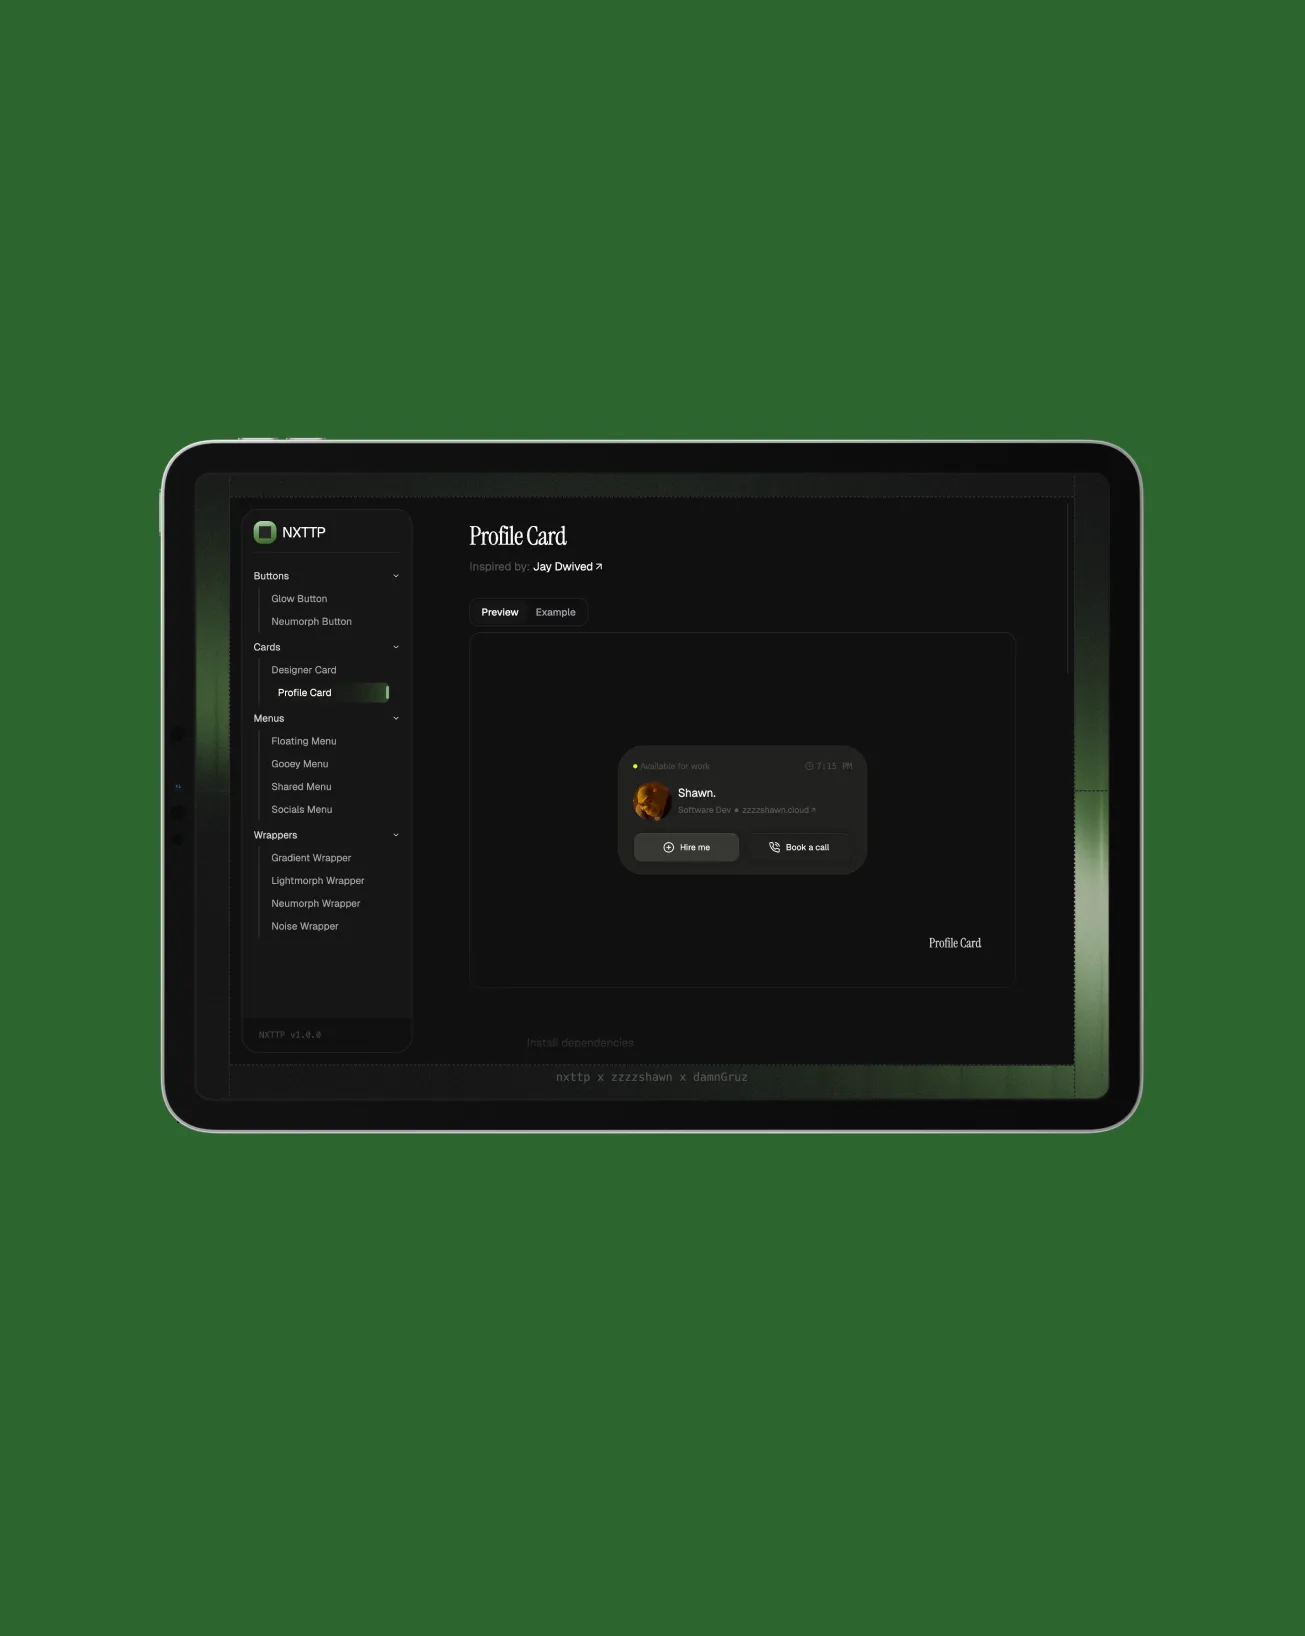 NXTTP
Buttons
Glow Button
Neumorph Button
Cards
Designer Card
Profile Card
Menus
Floating Menu
Gooey Menu
Shared Menu
Socials Menu
Wrappers
Gradient Wrapper
Lightmorph Wrapper
Neumorph Wrapper
Noise Wrapper
NXTTP v1.0.0
Profile Card
Inspired by: Jay Dwived
Preview Example
Available for work 7:15 PM
Shawn.
Software Dev • zzzzshawn.cloud
Hire me Book a call
Profile Card
Install dependencies
nxttp x zzzzshawn x damnGruz